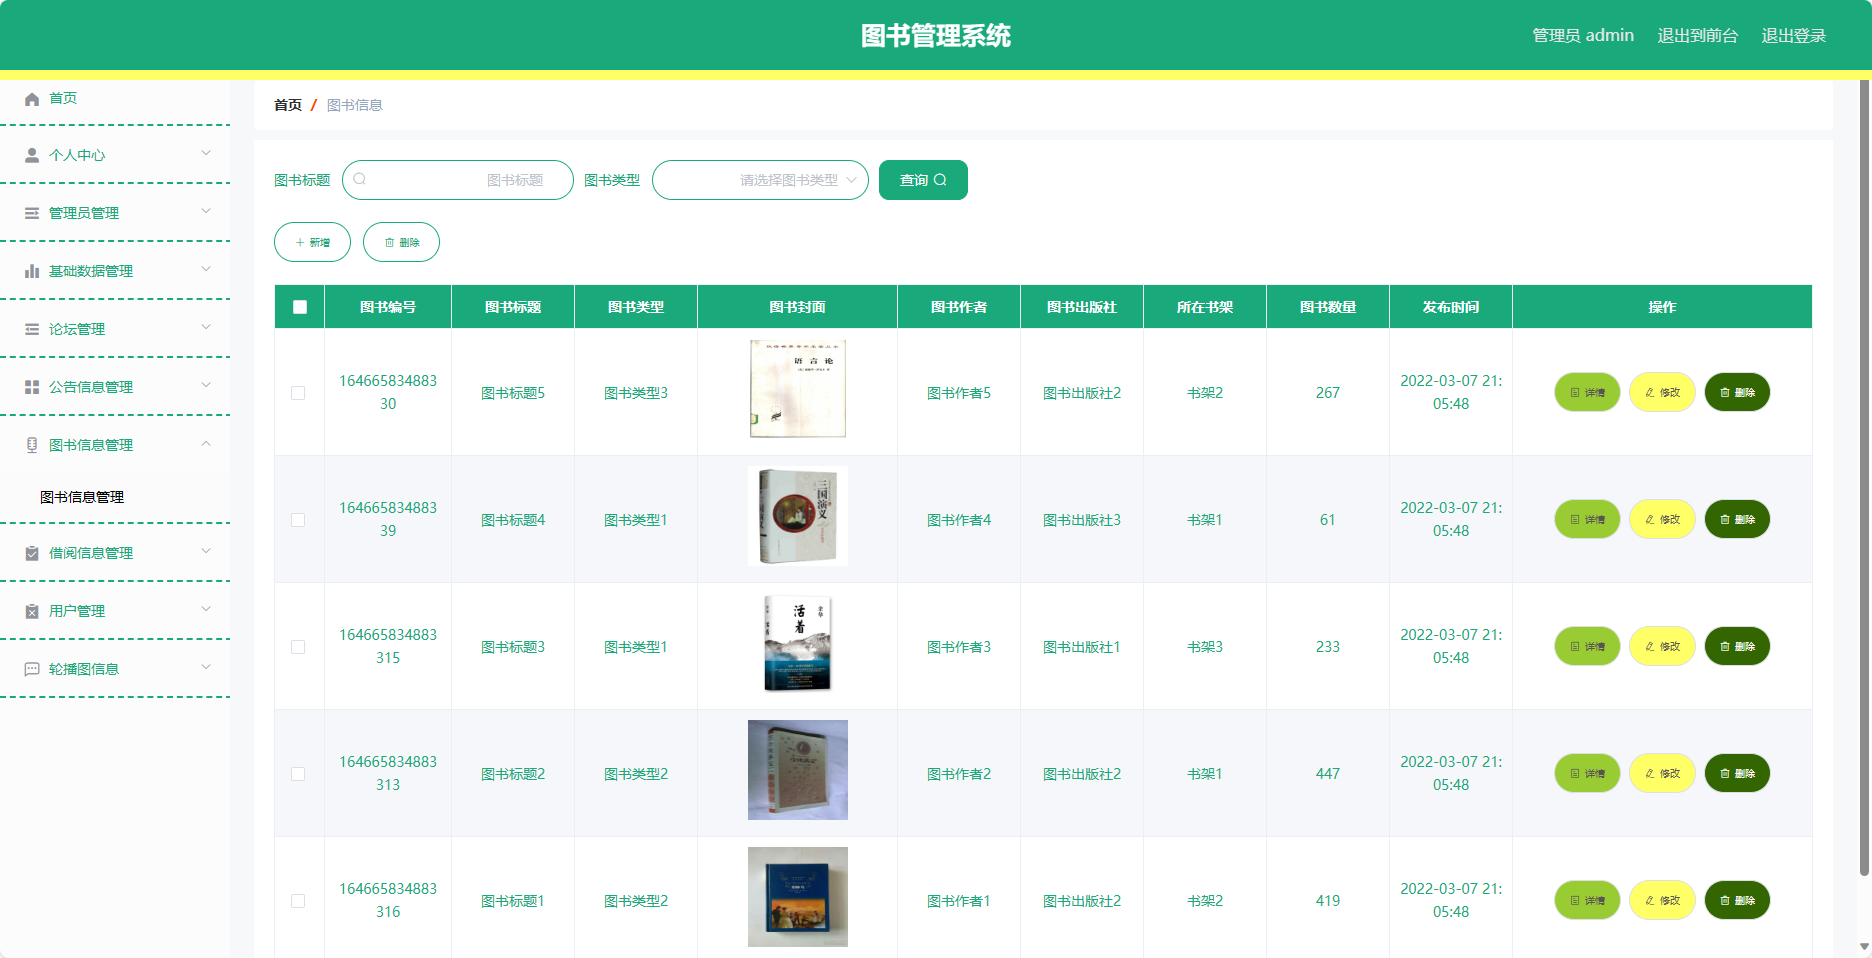 图书管理系统
管理员 admin 退出到前台 退出登录
首页
个人中心
管理员管理
基础数据管理
论坛管理
公告信息管理
图书信息管理
图书信息管理
借阅信息管理
用户管理
轮播图信息
首页 / 图书信息
图书标题 图书标题 图书类型 请选择图书类型 查询
新增 删除
图书编号 图书标题 图书类型 图书封面 图书作者 图书出版社 所在书架 图书数量 发布时间 操作
164665834883
30
图书标题5 图书类型3
语言论
图书作者5 图书出版社2 书架2 267
2022-03-07 21:
05:48
详情 修改 删除
164665834883
39
图书标题4 图书类型1
三国演义
三国演义
图书作者4 图书出版社3 书架1 61
2022-03-07 21:
05:48
详情 修改 删除
164665834883
315
图书标题3 图书类型1
活着
余华
活着
图书作者3 图书出版社1 书架3 233
2022-03-07 21:
05:48
详情 修改 删除
164665834883
313
图书标题2 图书类型2
图书作者2 图书出版社2 书架1 447
2022-03-07 21:
05:48
详情 修改 删除
164665834883
316
图书标题1 图书类型2
图书作者1 图书出版社2 书架2 419
2022-03-07 21:
05:48
详情 修改 删除